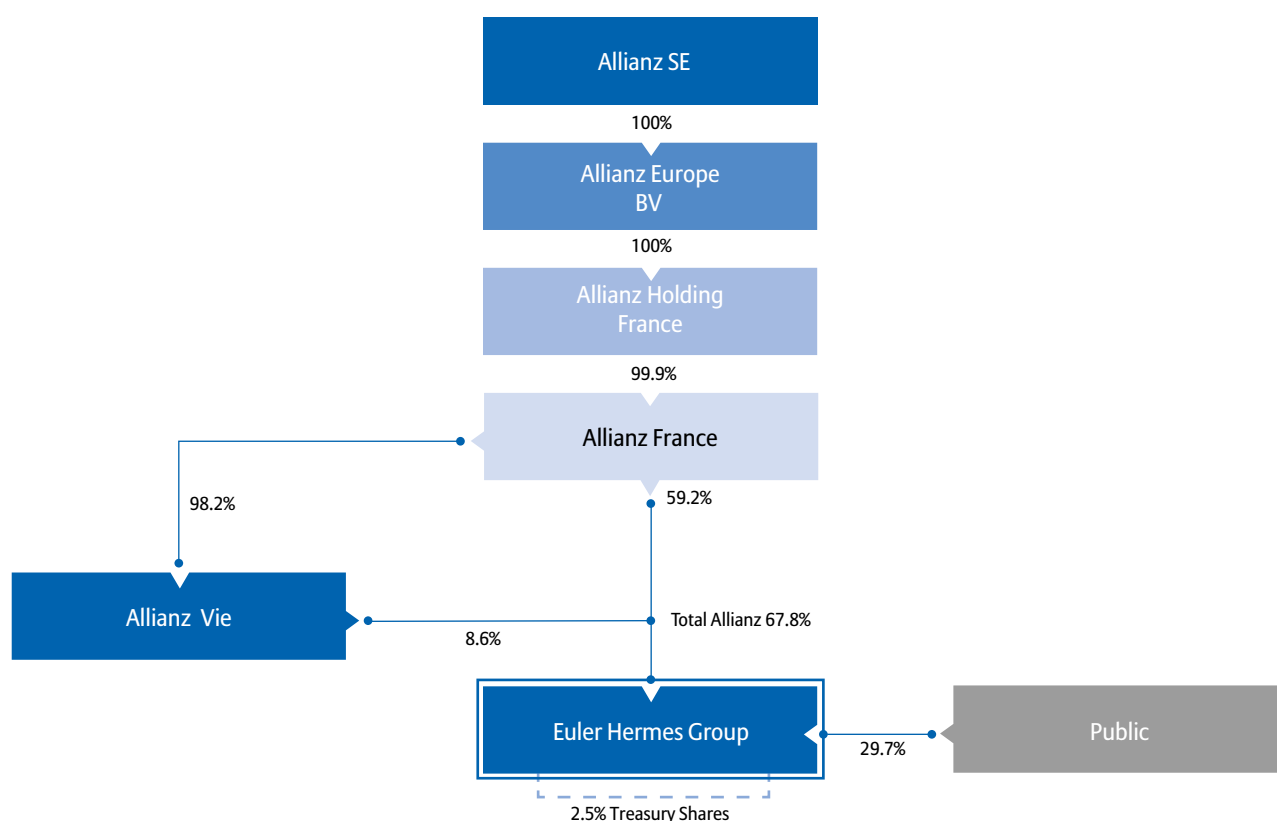 Allianz SE
100%
Allianz Europe
BV
100%
Allianz Holding
France
99.9%
Allianz France
98.2%
59.2%
Allianz Vie
8.6%
Total Allianz 67.8%
Euler Hermes Group
29.7%
Public
2.5% Treasury Shares